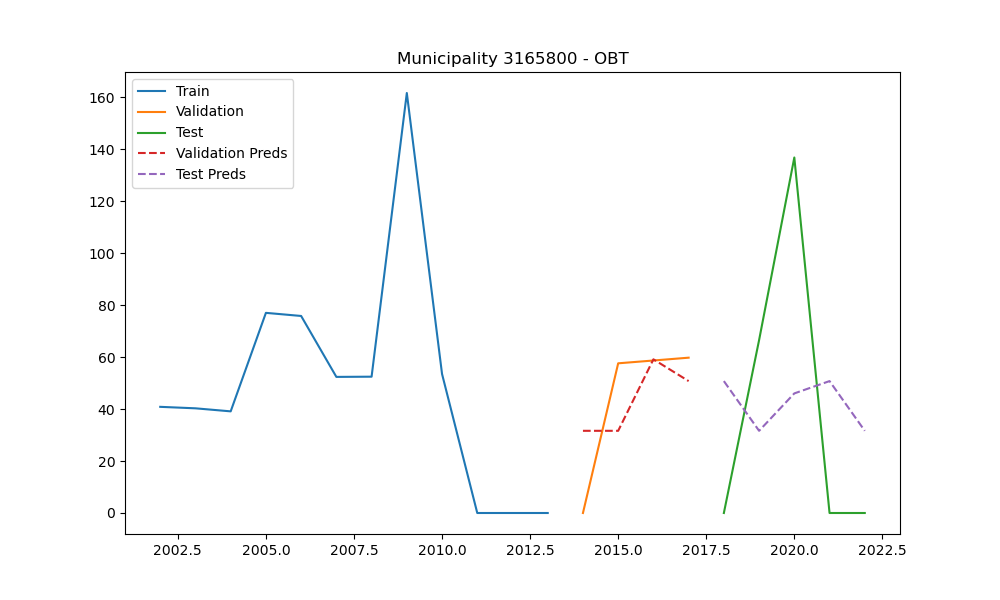 Municipality 3165800 - OBT
Train
Validation
Test
Validation Preds
Test Preds
160
140
120
100
80
60
40
20
0
2002.5 2005.0 2007.5 2010.0 2012.5 2015.0 2017.5 2020.0 2022.5